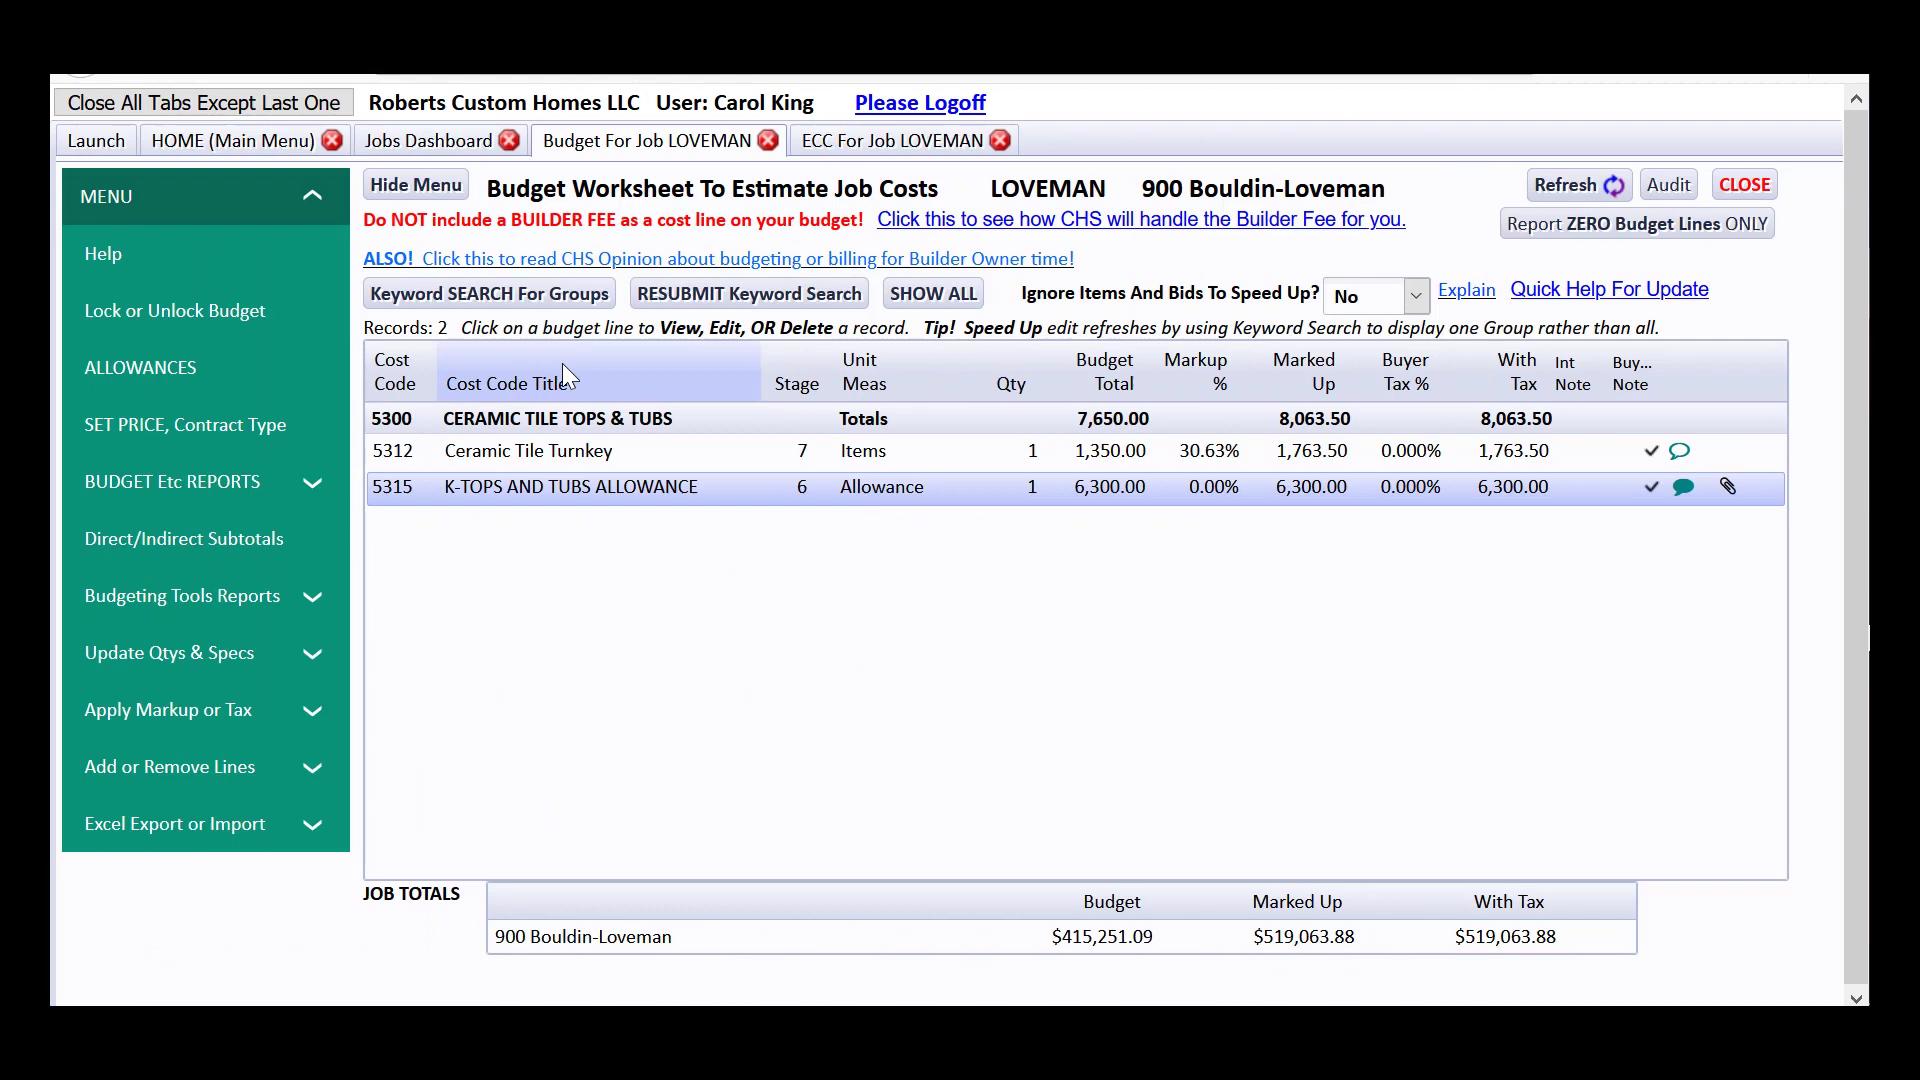 Close All Tabs Except Last One Roberts Custom Homes LLC User: Carol King Please Logoff
Launch HOME (Main Menu) Jobs Dashboard Budget For Job LOVEMAN ECC For Job LOVEMAN
MENU
Help
Lock or Unlock Budget
ALLOWANCES
SET PRICE, Contract Type
BUDGET Etc REPORTS
Direct/Indirect Subtotals
Budgeting Tools Reports
Update Qtys & Specs
Apply Markup or Tax
Add or Remove Lines
Excel Export or Import
Hide Menu Budget Worksheet To Estimate Job Costs LOVEMAN 900 Bouldin-Loveman Refresh Audit CLOSE
Do NOT include a BUILDER FEE as a cost line on your budget! Click this to see how CHS will handle the Builder Fee for you. Report ZERO Budget Lines ONLY
ALSO! Click this to read CHS Opinion about budgeting or billing for Builder Owner time!
Keyword SEARCH For Groups RESUBMIT Keyword Search SHOW ALL Ignore Items And Bids To Speed Up? No Explain Quick Help For Update
Records: 2 Click on a budget line to View, Edit, OR Delete a record. Tip! Speed Up edit refreshes by using Keyword Search to display one Group rather than all.
Cost Unit Budget Markup Marked Buyer With Int Buy...
Code Cost Code Title Stage Meas Qty Total % Up Tax % Tax Note Note
5300 CERAMIC TILE TOPS & TUBS Totals 7,650.00 8,063.50 8,063.50
5312 Ceramic Tile Turnkey 7 Items 1 1,350.00 30.63% 1,763.50 0.000% 1,763.50
5315 K-TOPS AND TUBS ALLOWANCE 6 Allowance 1 6,300.00 0.00% 6,300.00 0.000% 6,300.00
JOB TOTALS Budget Marked Up With Tax
900 Bouldin-Loveman $415,251.09 $519,063.88 $519,063.88